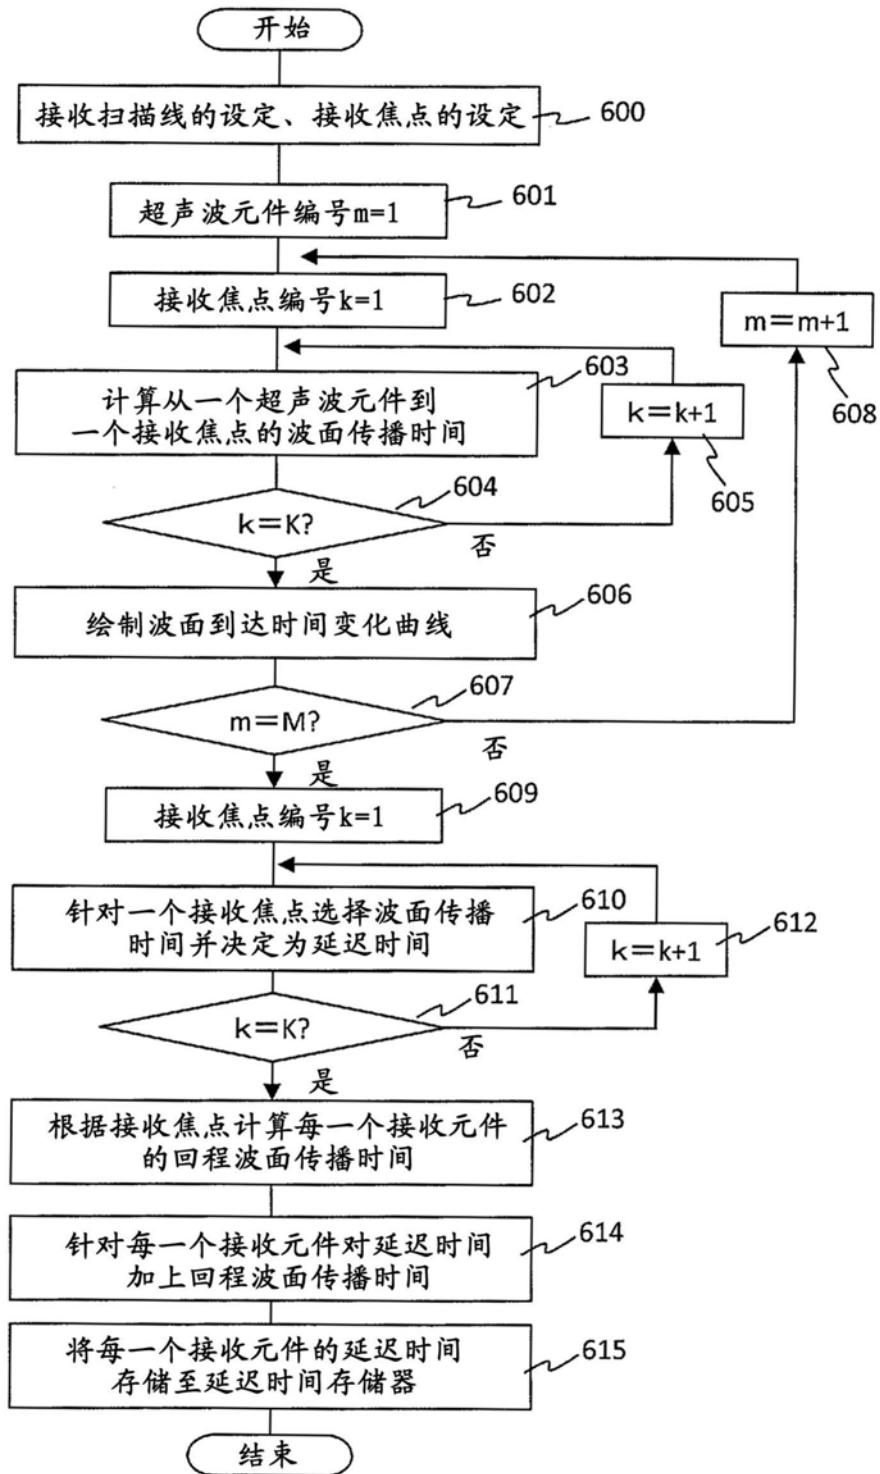 开始
接收扫描线的设定、接收焦点的设定
600
超声波元件编号m=1
601
接收焦点编号k=1
602
m=m+1
608
计算从一个超声波元件到
一个接收焦点的波面传播时间
603
k=k+1
605
k=K?
604
否
是
绘制波面到达时间变化曲线
606
m=M?
607
否
是
接收焦点编号k=1
609
针对一个接收焦点选择波面传播
时间并决定为延迟时间
610
k=k+1
612
k=K?
611
否
是
根据接收焦点计算每一个接收元件
的回程波面传播时间
613
针对每一个接收元件对延迟时间
加上回程波面传播时间
614
将每一个接收元件的延迟时间
存储至延迟时间存储器
615
结束